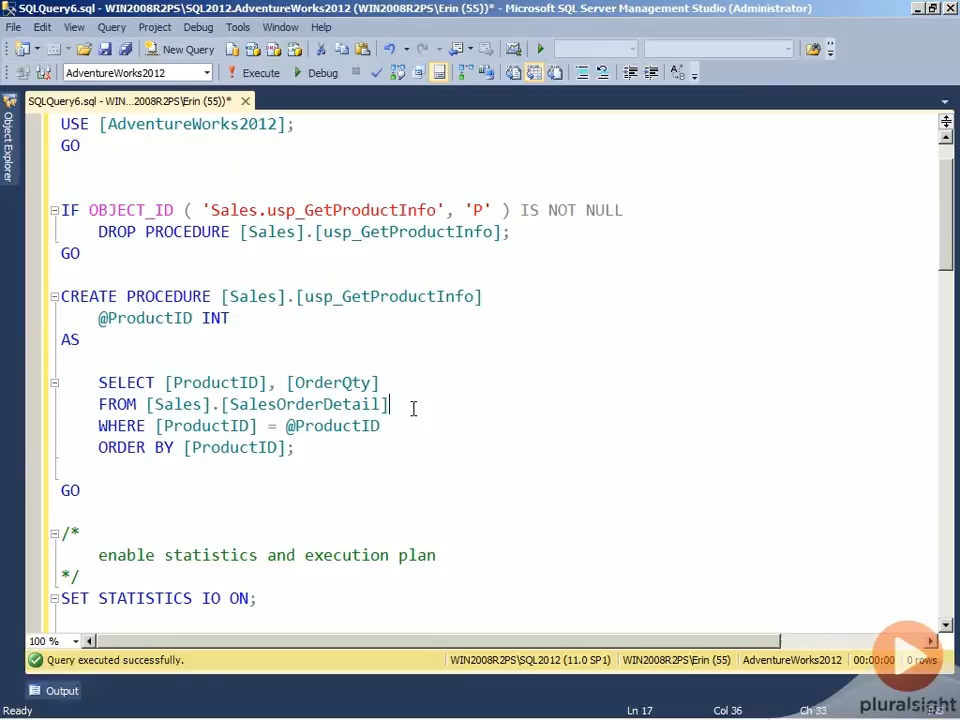 SQLQuery6.sql - WIN2008R2PS\SQL2012.AdventureWorks2012 (WIN2008R2PS\Erin (55))* - Microsoft SQL Server Management Studio (Administrator)
File Edit View Query Project Debug Tools Window Help
New Query
AdventureWorks2012 Execute Debug
SQLQuery6.sql - WIN...2008R2PS\Erin (55))*
Object Explorer
USE [AdventureWorks2012];
GO
IF OBJECT_ID ( 'Sales.usp_GetProductInfo', 'P' ) IS NOT NULL
DROP PROCEDURE [Sales].[usp_GetProductInfo];
GO
CREATE PROCEDURE [Sales].[usp_GetProductInfo]
@ProductID INT
AS
SELECT [ProductID], [OrderQty]
FROM [Sales].[SalesOrderDetail]
WHERE [ProductID] = @ProductID
ORDER BY [ProductID];
GO
/*
enable statistics and execution plan
*/
SET STATISTICS IO ON;
100 %
Query executed successfully. WIN2008R2PS\SQL2012 (11.0 SP1) WIN2008R2PS\Erin (55) AdventureWorks2012 00:00:00 0 rows
Output
Ready Ln 17 Col 36 Ch 33 INS
pluralsight